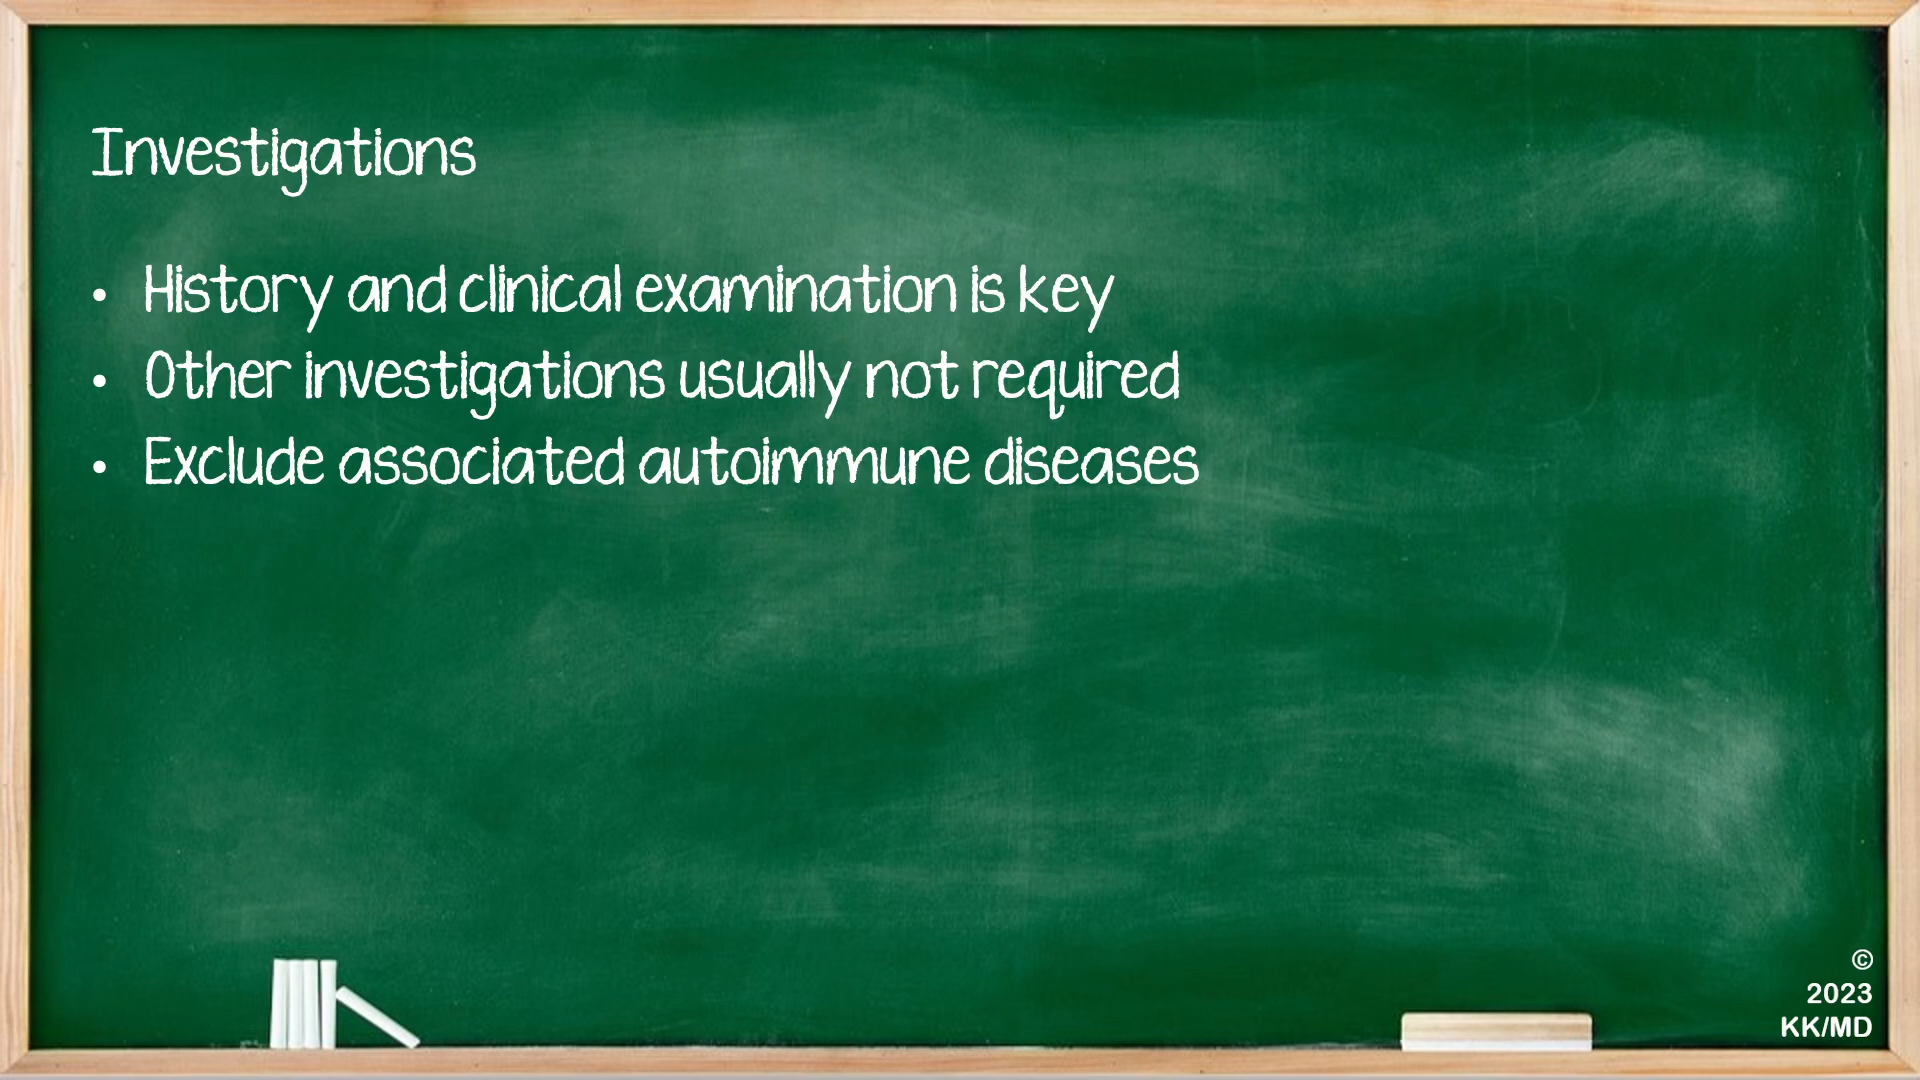 Investigations
• History and clinical examination is key
• Other investigations usually not required
• Exclude associated autoimmune diseases
©
2023
KK/MD